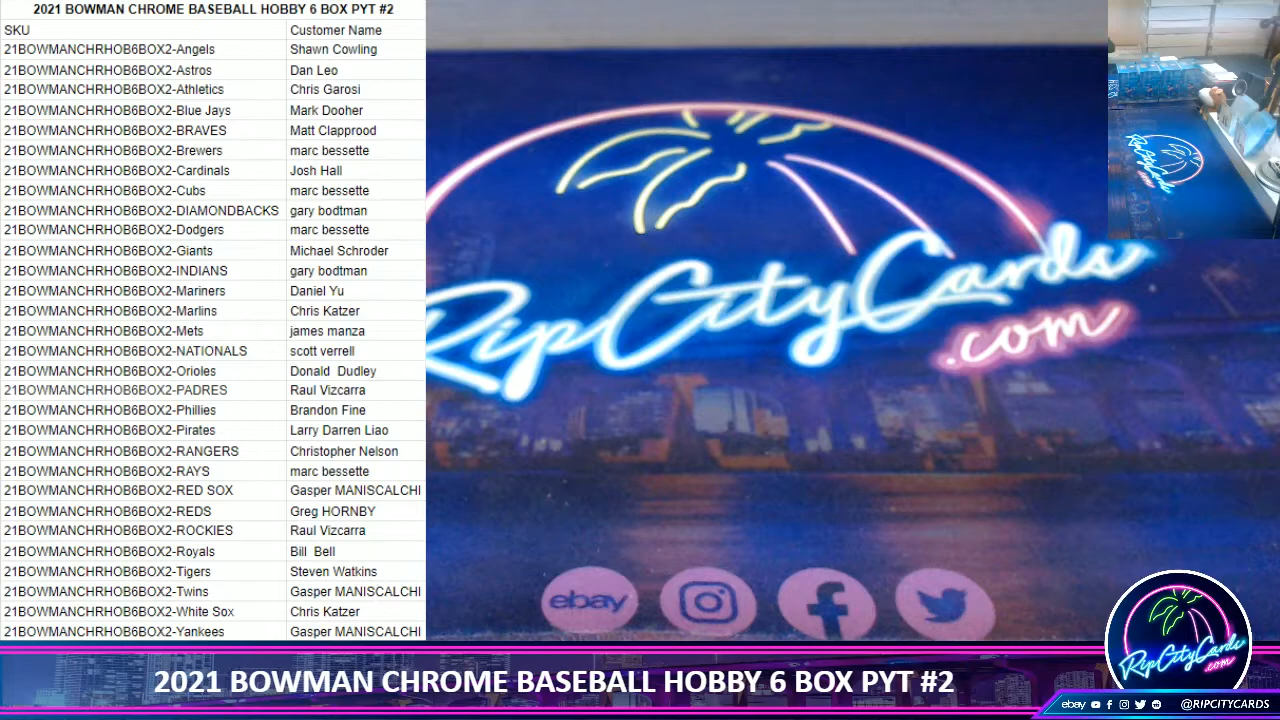 2021 BOWMAN CHROME BASEBALL HOBBY 6 BOX PYT #2
SKU Customer Name
21BOWMANCHRHOB6BOX2-Angels Shawn Cowling
21BOWMANCHRHOB6BOX2-Astros Dan Leo
21BOWMANCHRHOB6BOX2-Athletics Chris Garosi
21BOWMANCHRHOB6BOX2-Blue Jays Mark Dooher
21BOWMANCHRHOB6BOX2-BRAVES Matt Clapprood
21BOWMANCHRHOB6BOX2-Brewers marc bessette
21BOWMANCHRHOB6BOX2-Cardinals Josh Hall
21BOWMANCHRHOB6BOX2-Cubs marc bessette
21BOWMANCHRHOB6BOX2-DIAMONDBACKS gary bodtman
21BOWMANCHRHOB6BOX2-Dodgers marc bessette
21BOWMANCHRHOB6BOX2-Giants Michael Schroder
21BOWMANCHRHOB6BOX2-INDIANS gary bodtman
21BOWMANCHRHOB6BOX2-Mariners Daniel Yu
21BOWMANCHRHOB6BOX2-Marlins Chris Katzer
21BOWMANCHRHOB6BOX2-Mets james manza
21BOWMANCHRHOB6BOX2-NATIONALS scott verrell
21BOWMANCHRHOB6BOX2-Orioles Donald Dudley
21BOWMANCHRHOB6BOX2-PADRES Raul Vizcarra
21BOWMANCHRHOB6BOX2-Phillies Brandon Fine
21BOWMANCHRHOB6BOX2-Pirates Larry Darren Liao
21BOWMANCHRHOB6BOX2-RANGERS Christopher Nelson
21BOWMANCHRHOB6BOX2-RAYS marc bessette
21BOWMANCHRHOB6BOX2-RED SOX Gasper MANISCALCHI
21BOWMANCHRHOB6BOX2-REDS Greg HORNBY
21BOWMANCHRHOB6BOX2-ROCKIES Raul Vizcarra
21BOWMANCHRHOB6BOX2-Royals Bill Bell
21BOWMANCHRHOB6BOX2-Tigers Steven Watkins
21BOWMANCHRHOB6BOX2-Twins Gasper MANISCALCHI
21BOWMANCHRHOB6BOX2-White Sox Chris Katzer
21BOWMANCHRHOB6BOX2-Yankees Gasper MANISCALCHI
RipCityCards
.com
ebay
RipCityCards
.com
2021 BOWMAN CHROME BASEBALL HOBBY 6 BOX PYT #2
RipCityCards
.com
ebay @RIPCITYCARDS